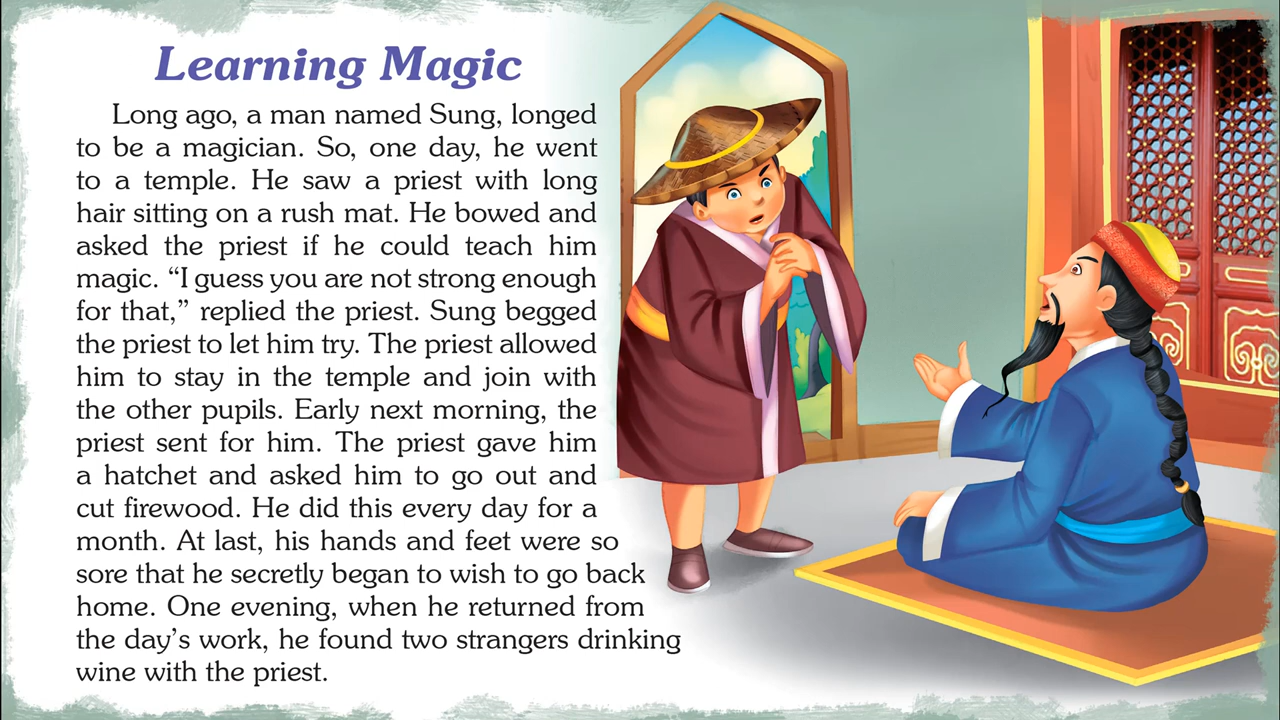 Learning Magic
Long ago, a man named Sung, longed
to be a magician. So, one day, he went
to a temple. He saw a priest with long
hair sitting on a rush mat. He bowed and
asked the priest if he could teach him
magic. “I guess you are not strong enough
for that,” replied the priest. Sung begged
the priest to let him try. The priest allowed
him to stay in the temple and join with
the other pupils. Early next morning, the
priest sent for him. The priest gave him
a hatchet and asked him to go out and
cut firewood. He did this every day for a
month. At last, his hands and feet were so
sore that he secretly began to wish to go back
home. One evening, when he returned from
the day’s work, he found two strangers drinking
wine with the priest.